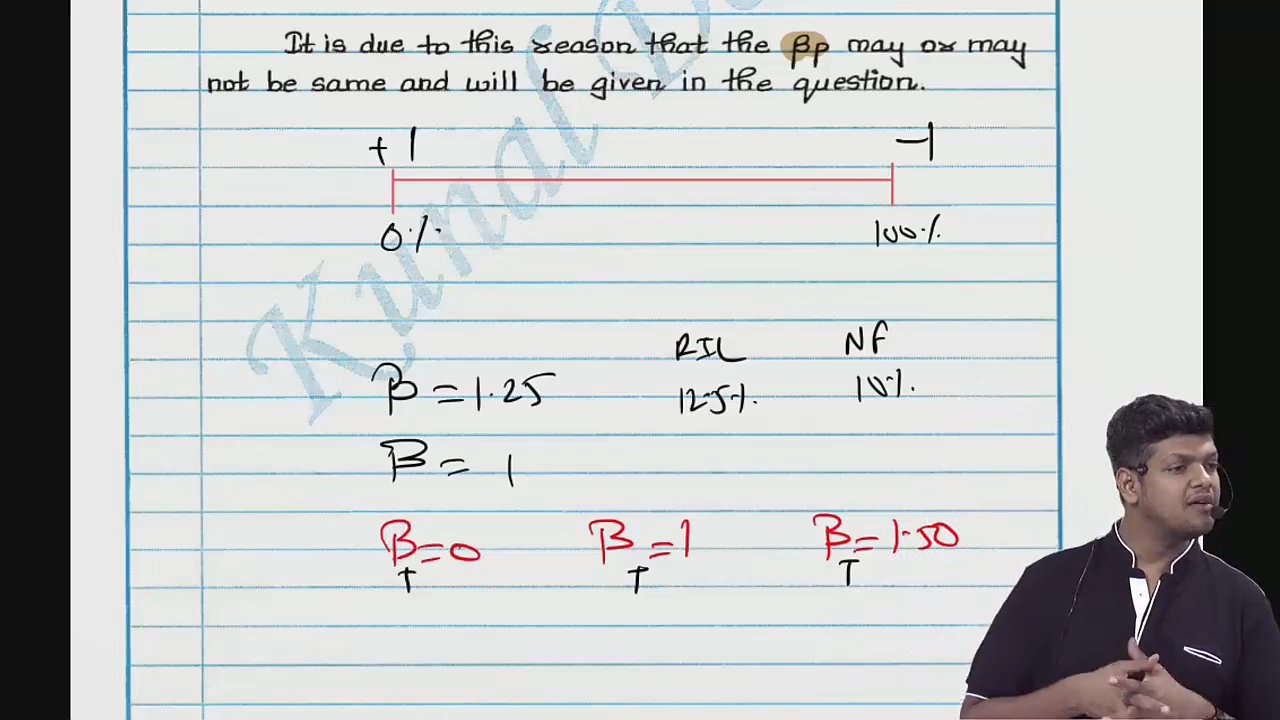 It is due to this reason that the βp may or may
not be same and will be given in the question.
+1 -1
0% 100%
RIL NF
β = 1.25 12.5% 10%
β = 1
β = 0 β = 1 β = 1.50
T T T
Kunal